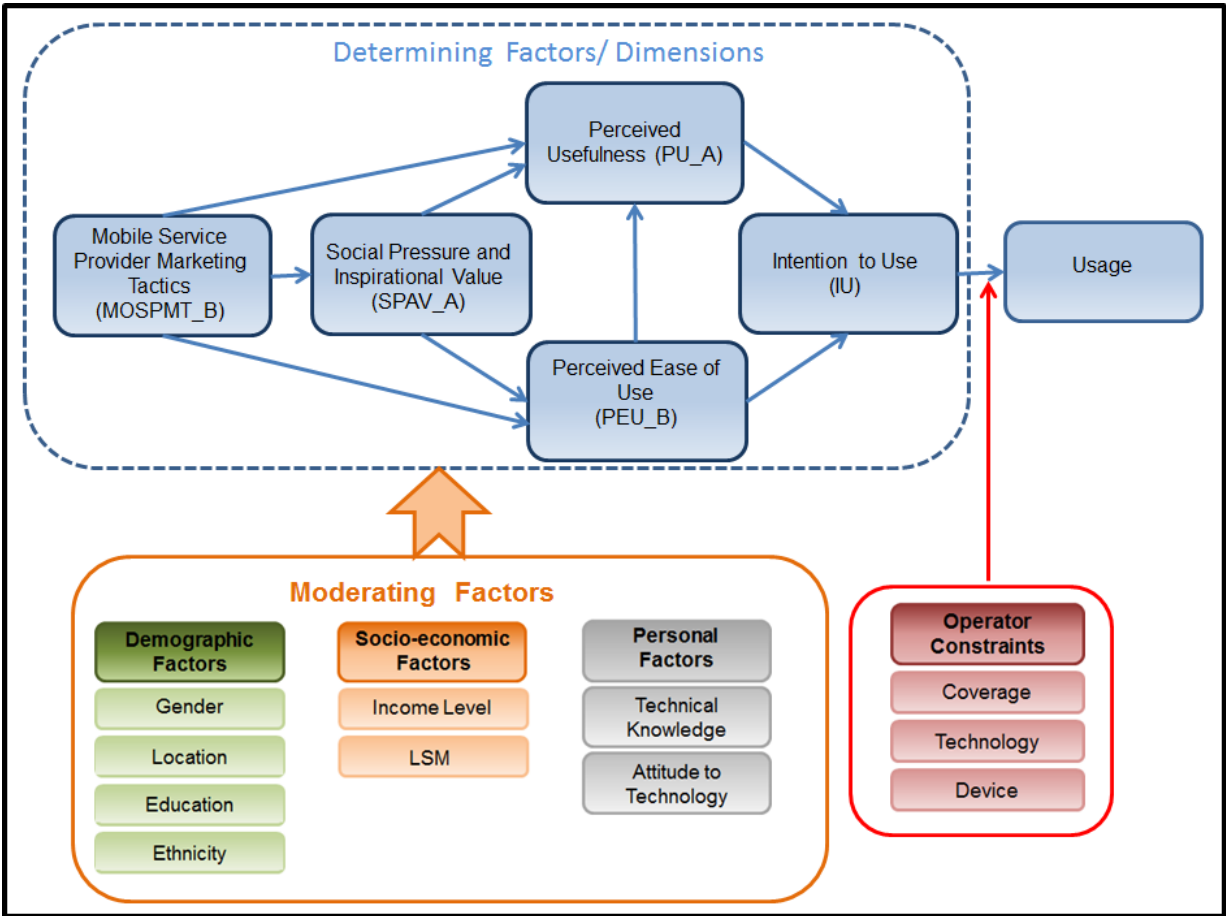 Determining Factors/ Dimensions
Perceived
Usefulness (PU_A)
Mobile Service
Provider Marketing
Tactics
(MOSPMT_B)
Social Pressure and
Inspirational Value
(SPAV_A)
Intention to Use
(IU)
Usage
Perceived Ease of
Use
(PEU_B)
Moderating Factors
Demographic
Factors
Gender
Location
Education
Ethnicity
Socio-economic
Factors
Income Level
LSM
Personal
Factors
Technical
Knowledge
Attitude to
Technology
Operator
Constraints
Coverage
Technology
Device